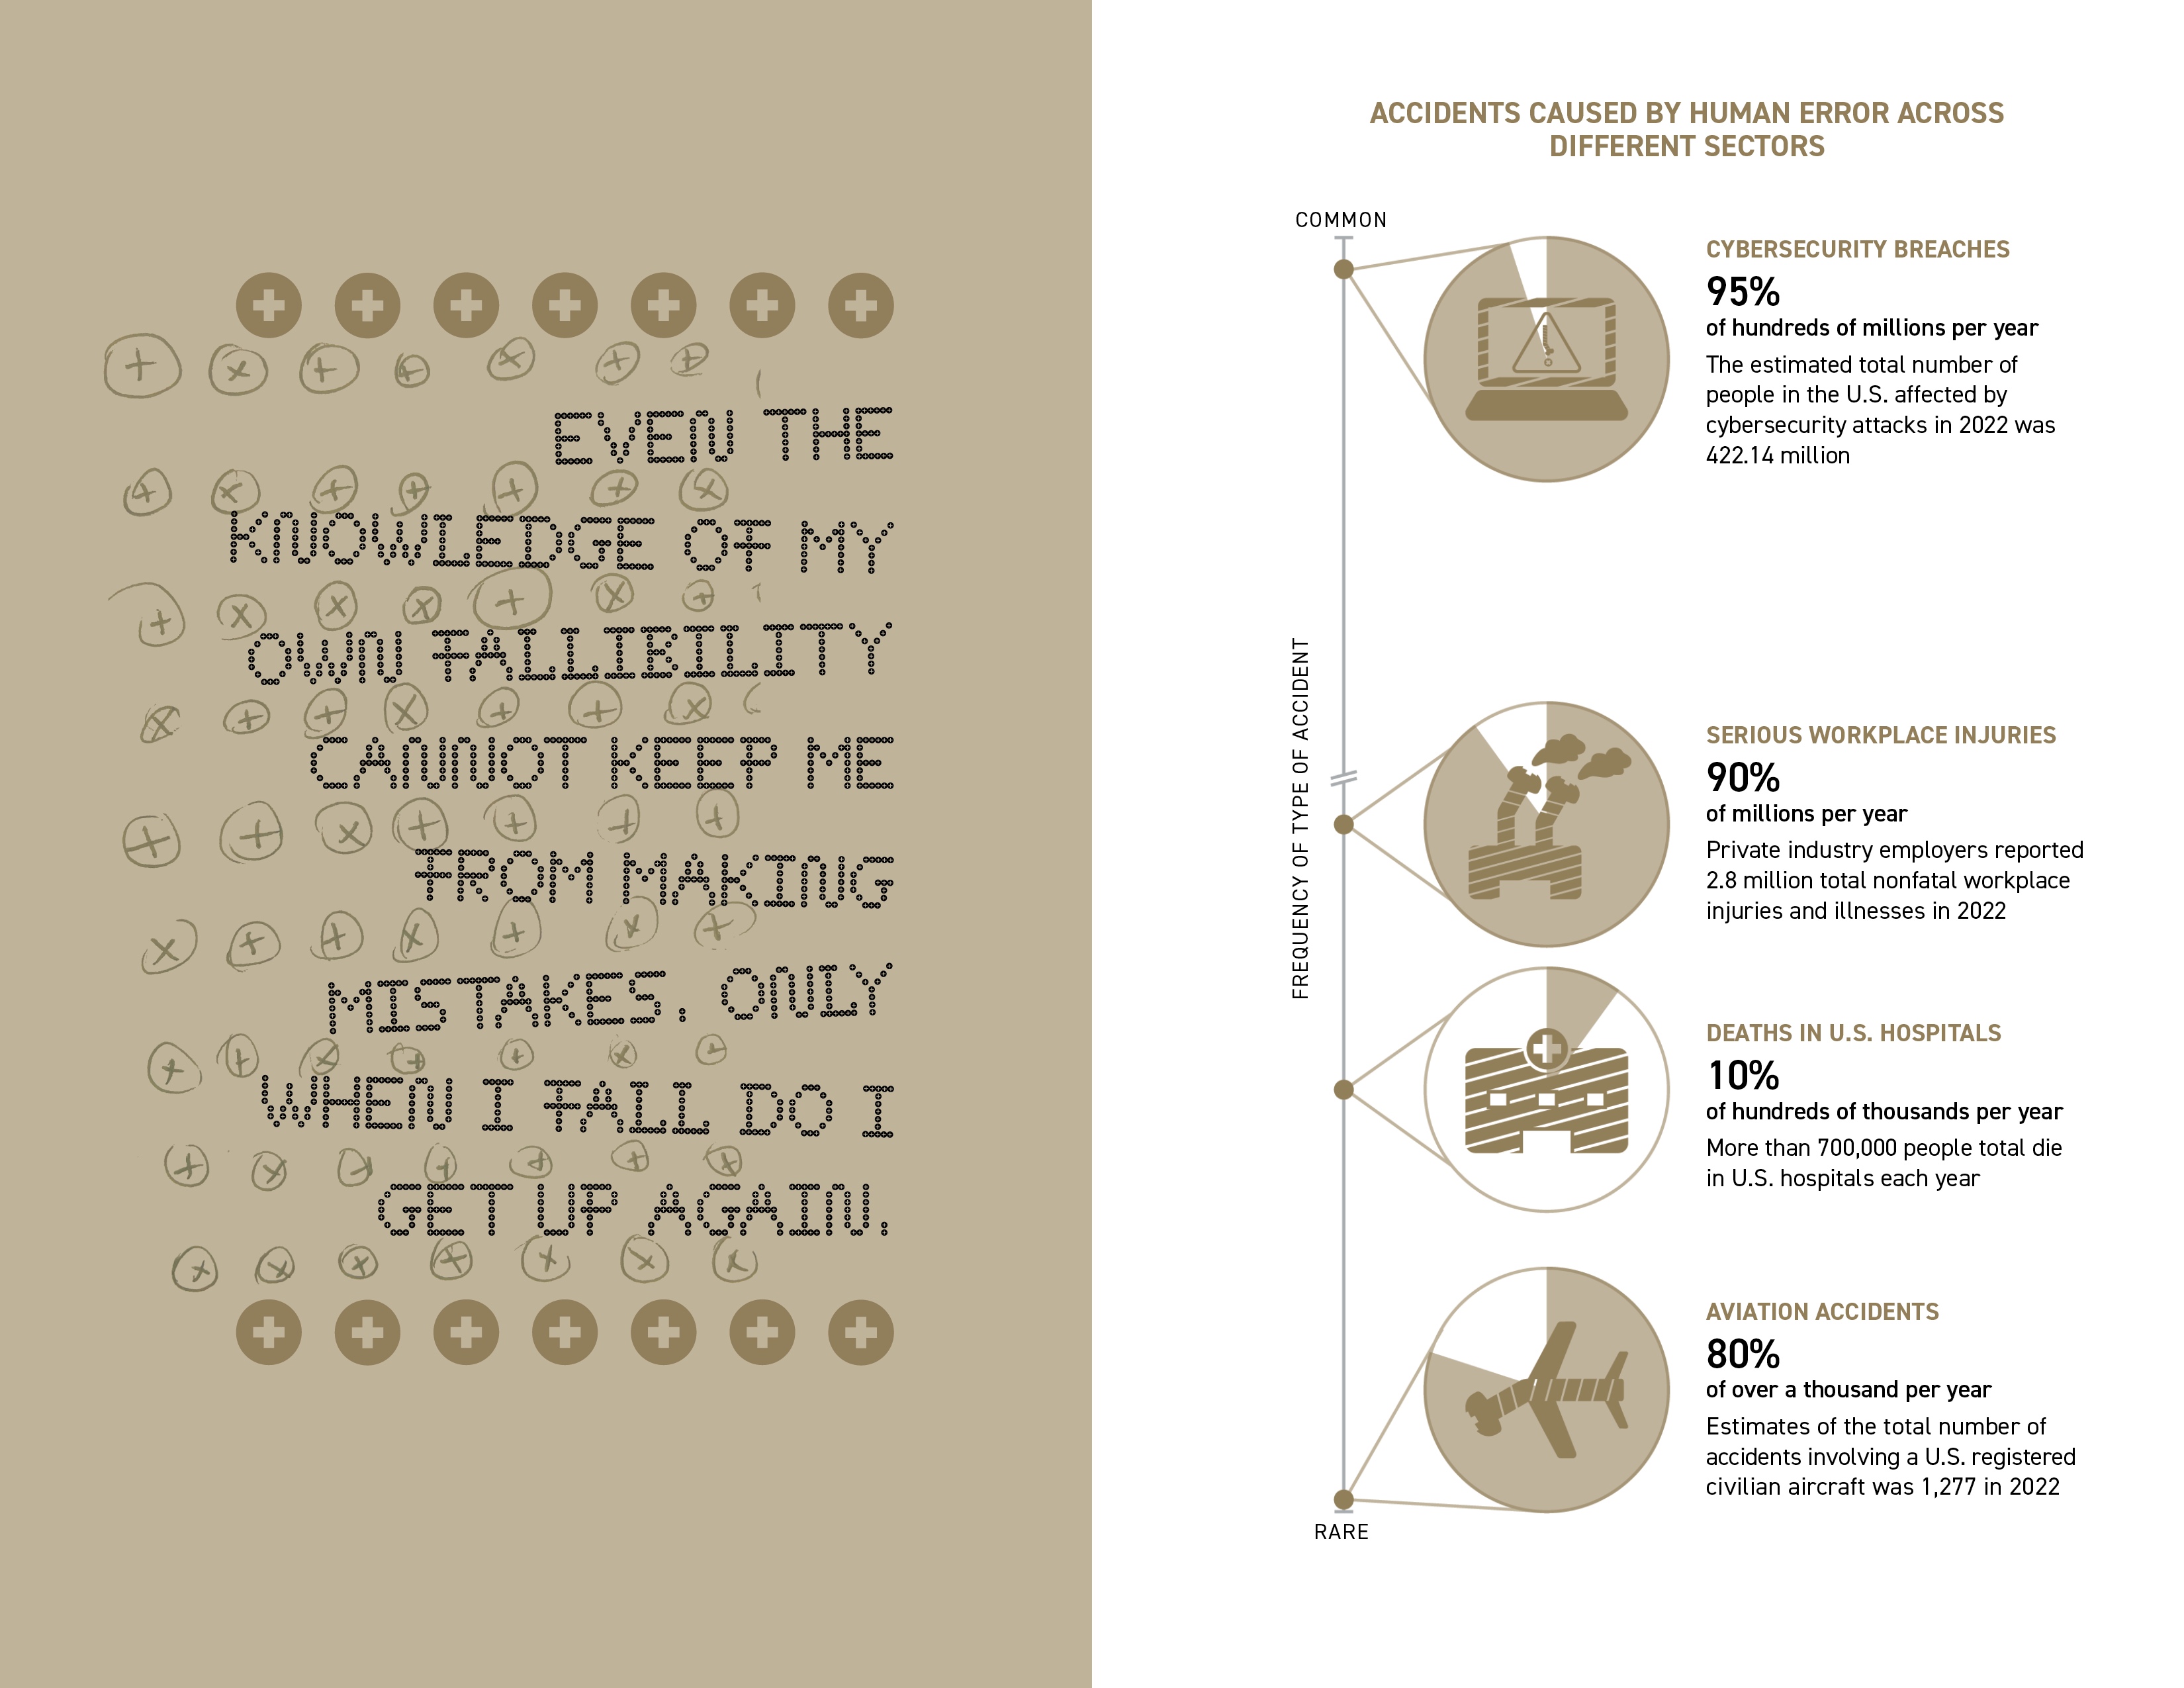 EVEN THE
KNOWLEDGE OF MY
OWN FALLIBILITY
CANNOT KEEP ME
FROM MAKING
MISTAKES. ONLY
WHEN I FALL DO I
GET UP AGAIN.
ACCIDENTS CAUSED BY HUMAN ERROR ACROSS
DIFFERENT SECTORS
COMMON
FREQUENCY OF TYPE OF ACCIDENT
RARE
CYBERSECURITY BREACHES
95%
of hundreds of millions per year
The estimated total number of
people in the U.S. affected by
cybersecurity attacks in 2022 was
422.14 million
SERIOUS WORKPLACE INJURIES
90%
of millions per year
Private industry employers reported
2.8 million total nonfatal workplace
injuries and illnesses in 2022
DEATHS IN U.S. HOSPITALS
10%
of hundreds of thousands per year
More than 700,000 people total die
in U.S. hospitals each year
AVIATION ACCIDENTS
80%
of over a thousand per year
Estimates of the total number of
accidents involving a U.S. registered
civilian aircraft was 1,277 in 2022